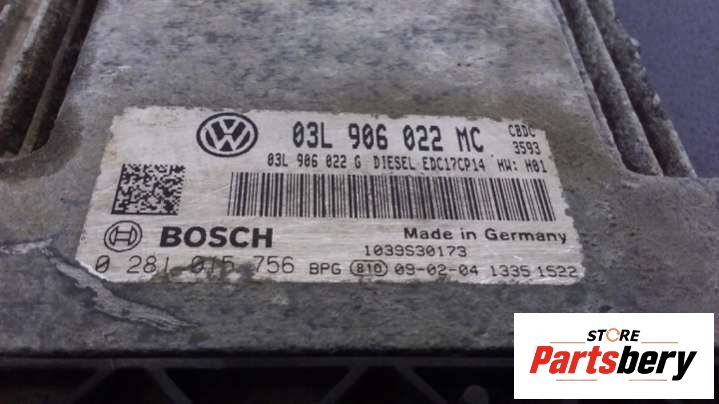 03L 906 022 MC CBDC
3593
03L 906 022 G DIESEL EDC17CP14 HW: H01
BOSCH Made in Germany
1039S30173
0 281 015 756 BPG 810 09-02-04 1335 1522
STORE
Partsbery